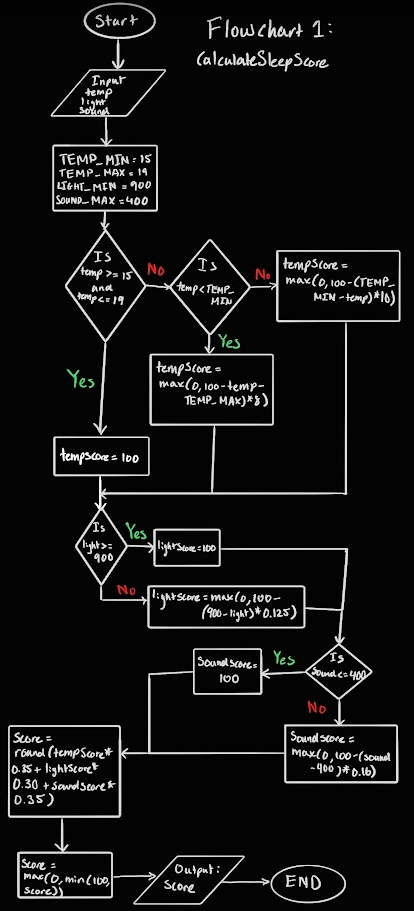 Flowchart 1:
CalculateSleepScore
Start
Input
temp
light
sound
TEMP_MIN = 15
TEMP_MAX = 19
LIGHT_MIN = 900
SOUND_MAX = 400
Is
temp >= 15
and
temp <= 19
No
Is
temp < TEMP_
MIN
No
tempScore =
max(0, 100-(TEMP_
MIN-temp)*10)
Yes
tempScore =
max(0, 100-temp-
TEMP_MAX)*8)
Yes
tempScore = 100
Is
light >=
900
Yes
lightScore=100
No
lightScore = max(0, 100-
(900-light)*0.125)
Is
Sound <= 400
Yes
SoundScore =
100
No
SoundScore =
max(0, 100-(sound
-400)*0.16)
Score =
round(tempScore*
0.35 + lightScore*
0.30 + soundScore*
0.35)
Score =
max(0, min(100,
score))
Output:
Score
END